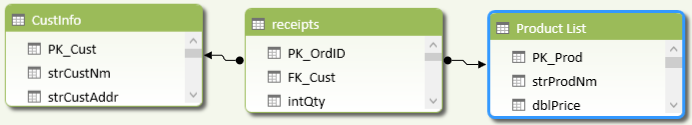 CustInfo
PK_Cust
strCustNm
strCustAddr
receipts
PK_OrdID
FK_Cust
intQty
Product List
PK_Prod
strProdNm
dblPrice